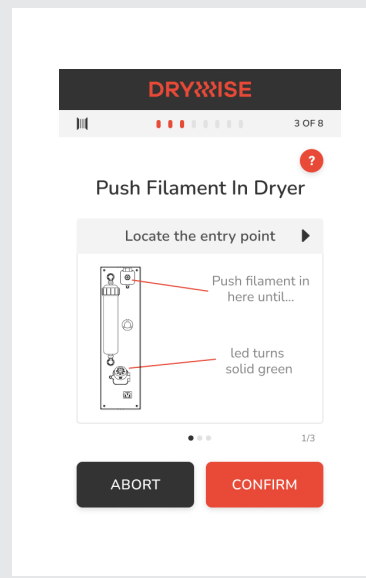 DRYWISE
3 OF 8
?
Push Filament In Dryer
Locate the entry point
Push filament in
here until...
led turns
solid green
1/3
ABORT
CONFIRM